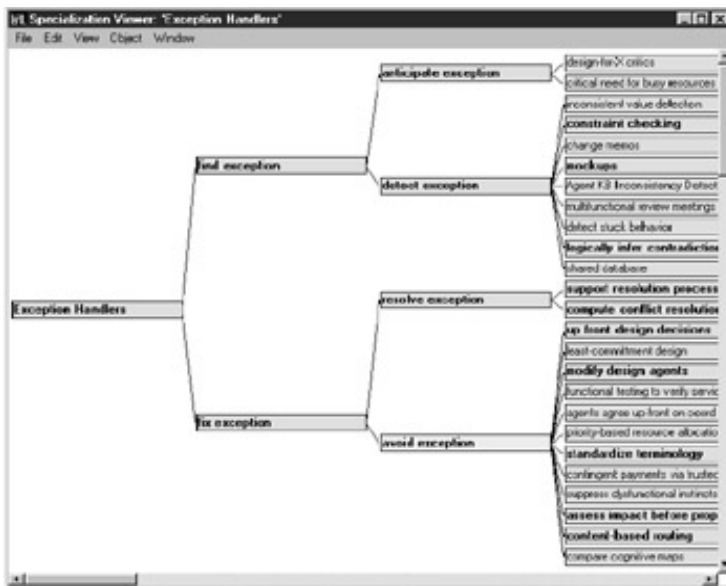 Specialization Viewer: 'Exception Handlers'
File Edit View Object Window
anticipate exception
design-for-X critics
critical need for busy resources
inconsistent value detection
find exception
constraint checking
change memos
mockups
detect exception
Agent KB Inconsistency Detect
multifunctional review meetings
detect stuck behavior
logically infer contradiction
shared database
Exception Handlers
resolve exception
support resolution process
compute conflict resolution
up front design decisions
least-commitment design
modify design agents
functional testing to verify servic
fix exception
agents agree up-front on
priority-based resource allocatio
avoid exception
standardize terminology
contingent payments via trusted
suppress dysfunctional instincts
assess impact before prop
content-based routing
compare cognitive maps